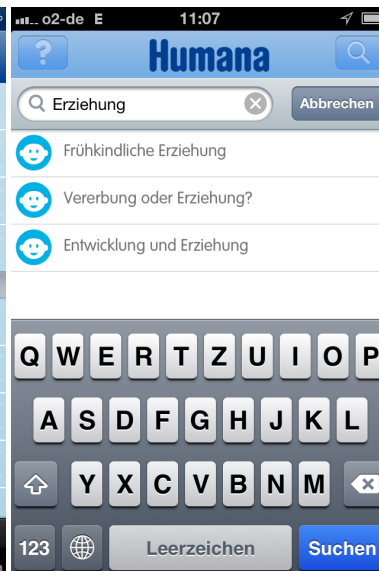 o2-de E 11:07
?
Humana
Erziehung
Abbrechen
Frühkindliche Erziehung
Vererbung oder Erziehung?
Entwicklung und Erziehung
Q W E R T Z U I O P
A S D F G H J K L
Y X C V B N M
123 Leerzeichen Suchen